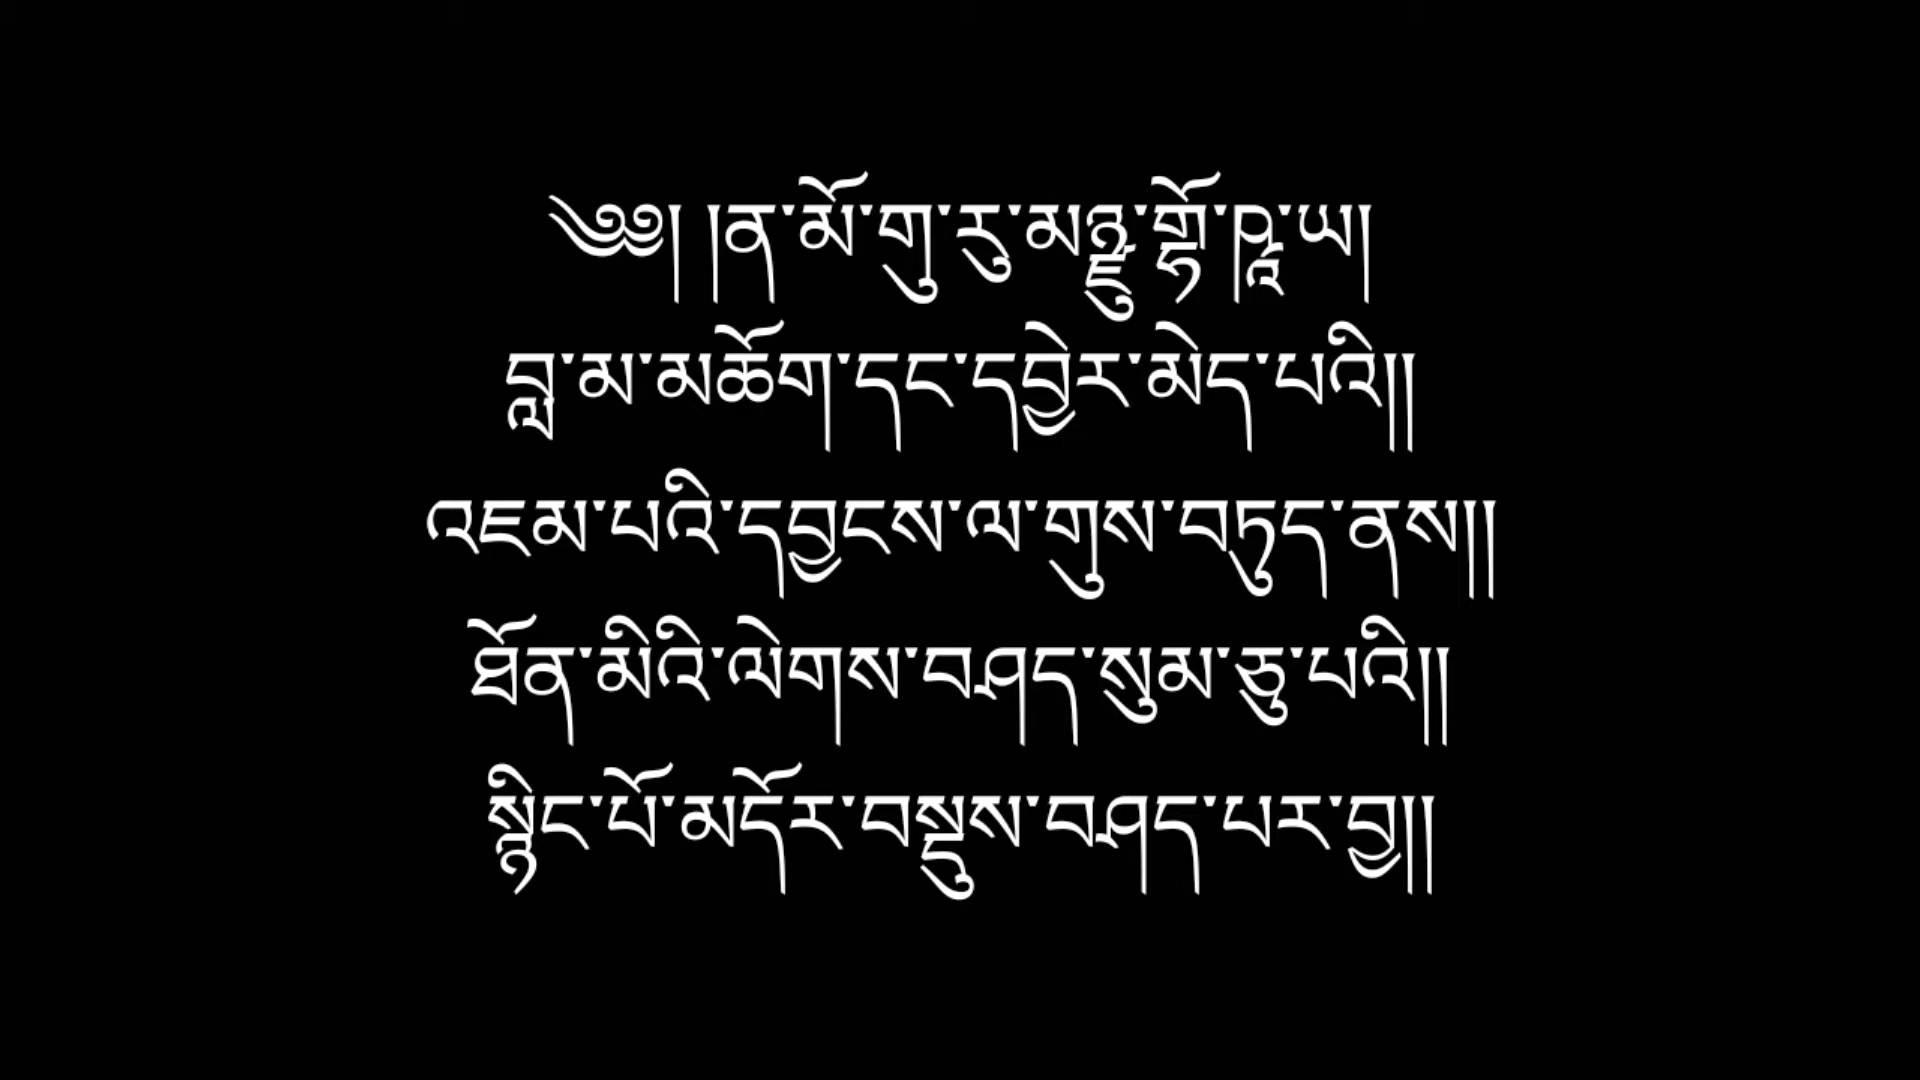 ༄༅། །ན་མོ་གུ་རུ་མཉྫུ་གྷོ་ཥཱ་ཡ།
བླ་མ་མཆོག་དང་དབྱེར་མེད་པའི།།
འཇམ་པའི་དབྱངས་ལ་གུས་བཏུད་ནས།།
ཐོན་མིའི་ལེགས་བཤད་སུམ་ཅུ་པའི།།
སྙིང་པོ་མདོར་བསྡུས་བཤད་པར་བྱ།།